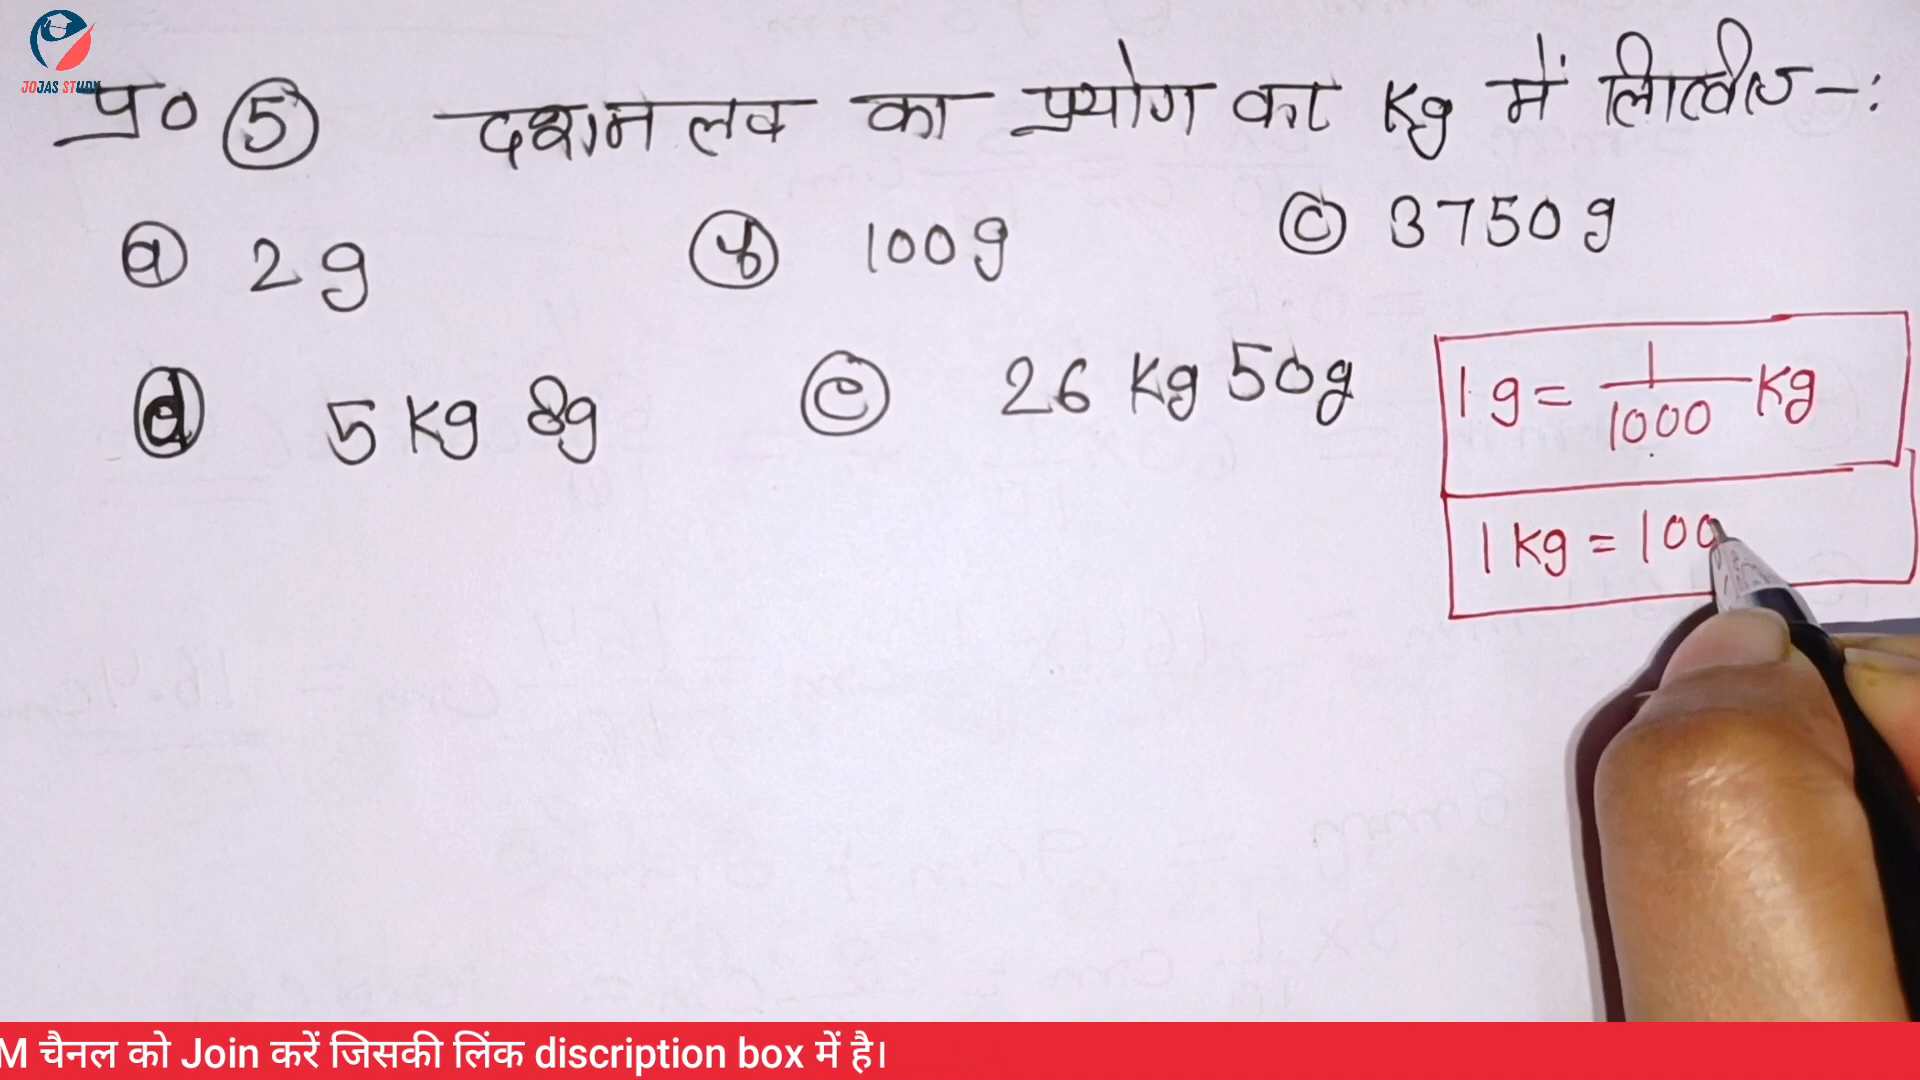 JOJAS STUDY
प्र० (5) दशमलव का प्रयोग कर Kg में लिखिए -:
(a) 2g (b) 100g (c) 3750g
(d) 5 Kg 8g (e) 26 Kg 50g
1 g = 1/1000 Kg
1 Kg = 100
M चैनल को Join करें जिसकी लिंक discription box में है।